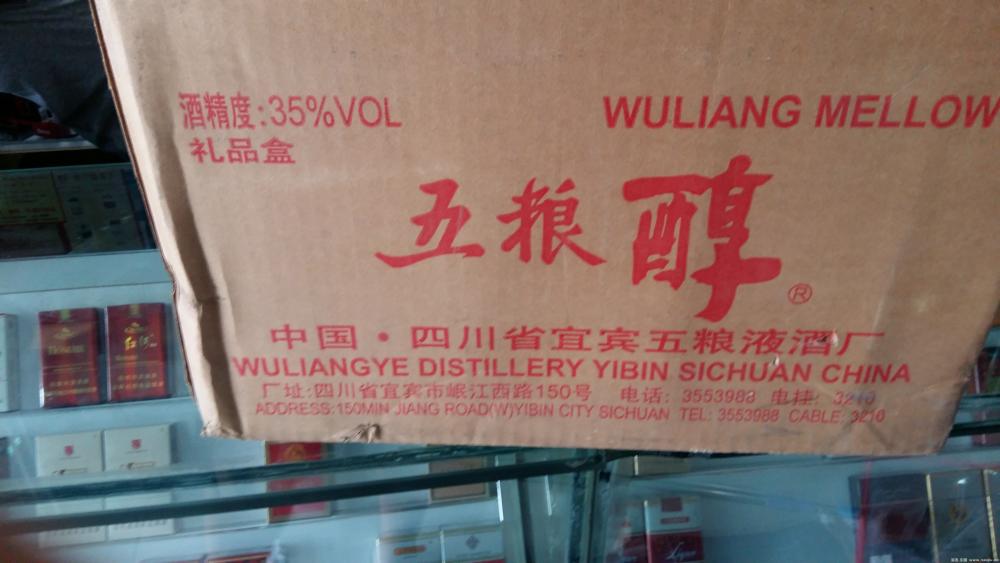 酒精度:35%VOL
WULIANG MELLOW
礼品盒
五粮醇®
中国·四川省宜宾五粮液酒厂
WULIANGYE DISTILLERY YIBIN SICHUAN CHINA
厂址:四川省宜宾市岷江西路150号 电话: 3553988 电挂: 3210
ADDRESS:150MIN JIANG ROAD(W)YIBIN CITY SICHUAN TEL: 3553988 CABLE: 3210
红河